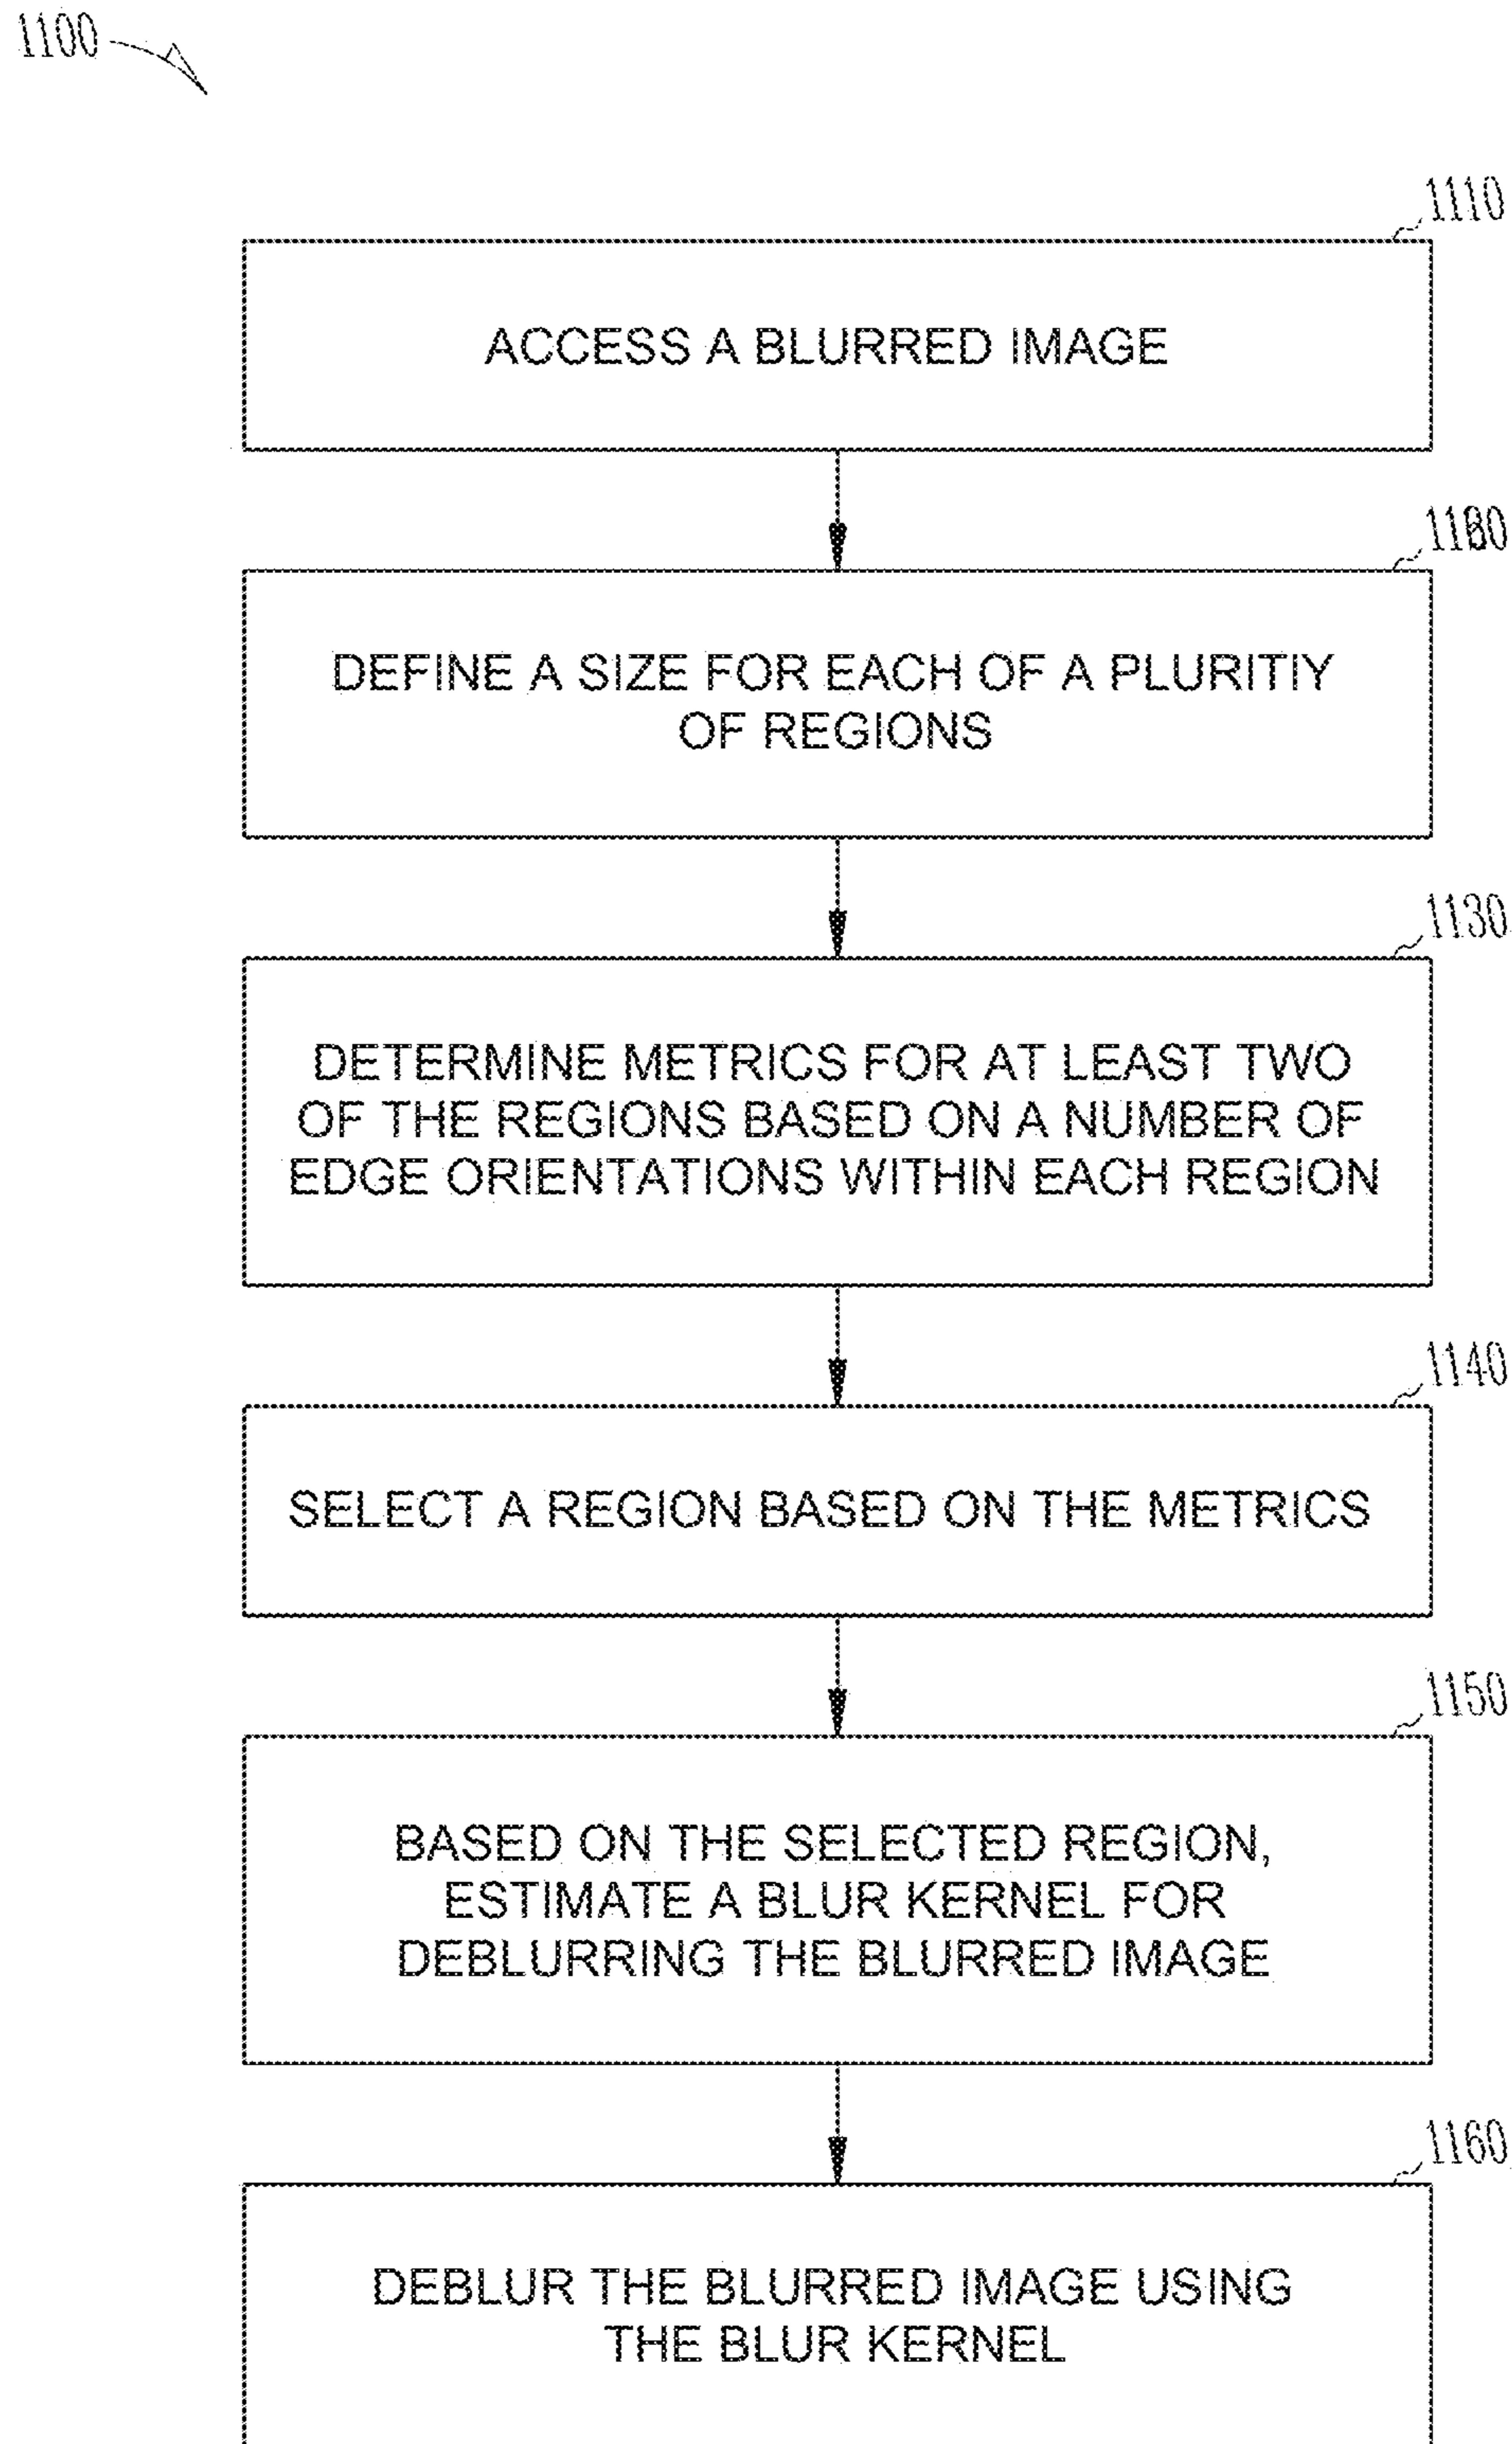 1100
1110
ACCESS A BLURRED IMAGE
DEFINE A SIZE FOR EACH OF A PLURITIY
OF REGIONS
1130
DETERMINE METRICS FOR AT LEAST TWO
OF THE REGIONS BASED ON A NUMBER OF
EDGE ORIENTATIONS WITHIN EACH REGION
1140
SELECT A REGION BASED ON THE METRICS
1150
BASED ON THE SELECTED REGION,
ESTIMATE A BLUR KERNEL FOR
DEBLURRING THE BLURRED IMAGE
1160
DEBLUR THE BLURRED IMAGE USING
THE BLUR KERNEL